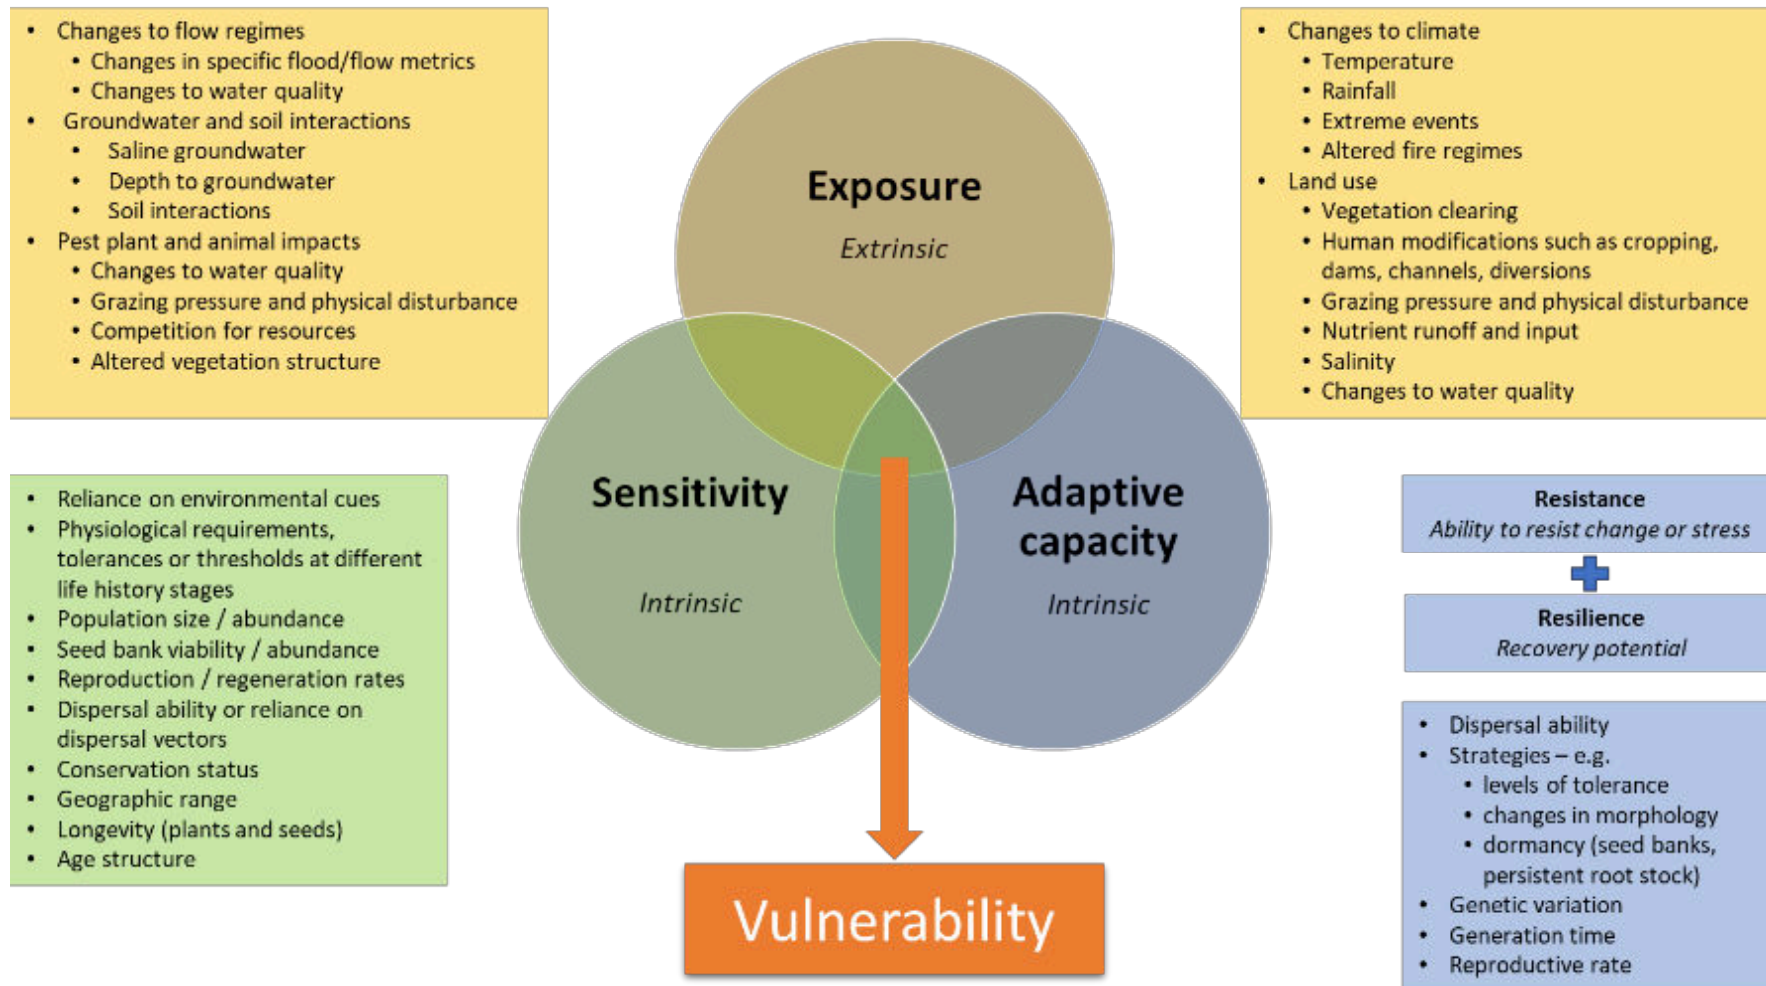 • Changes to flow regimes
• Changes in specific flood/flow metrics
• Changes to water quality
• Groundwater and soil interactions
• Saline groundwater
• Depth to groundwater
• Soil interactions
• Pest plant and animal impacts
• Changes to water quality
• Grazing pressure and physical disturbance
• Competition for resources
• Altered vegetation structure
Exposure
Extrinsic
• Changes to climate
• Temperature
• Rainfall
• Extreme events
• Altered fire regimes
• Land use
• Vegetation clearing
• Human modifications such as cropping,
dams, channels, diversions
• Grazing pressure and physical disturbance
• Nutrient runoff and input
• Salinity
• Changes to water quality
• Reliance on environmental cues
• Physiological requirements,
tolerances or thresholds at different
life history stages
• Population size / abundance
• Seed bank viability / abundance
• Reproduction / regeneration rates
• Dispersal ability or reliance on
dispersal vectors
• Conservation status
• Geographic range
• Longevity (plants and seeds)
• Age structure
Sensitivity
Intrinsic
Adaptive
capacity
Intrinsic
Resistance
Ability to resist change or stress
Resilience
Recovery potential
• Dispersal ability
• Strategies – e.g.
• levels of tolerance
• changes in morphology
• dormancy (seed banks,
persistent root stock)
• Genetic variation
• Generation time
• Reproductive rate
Vulnerability